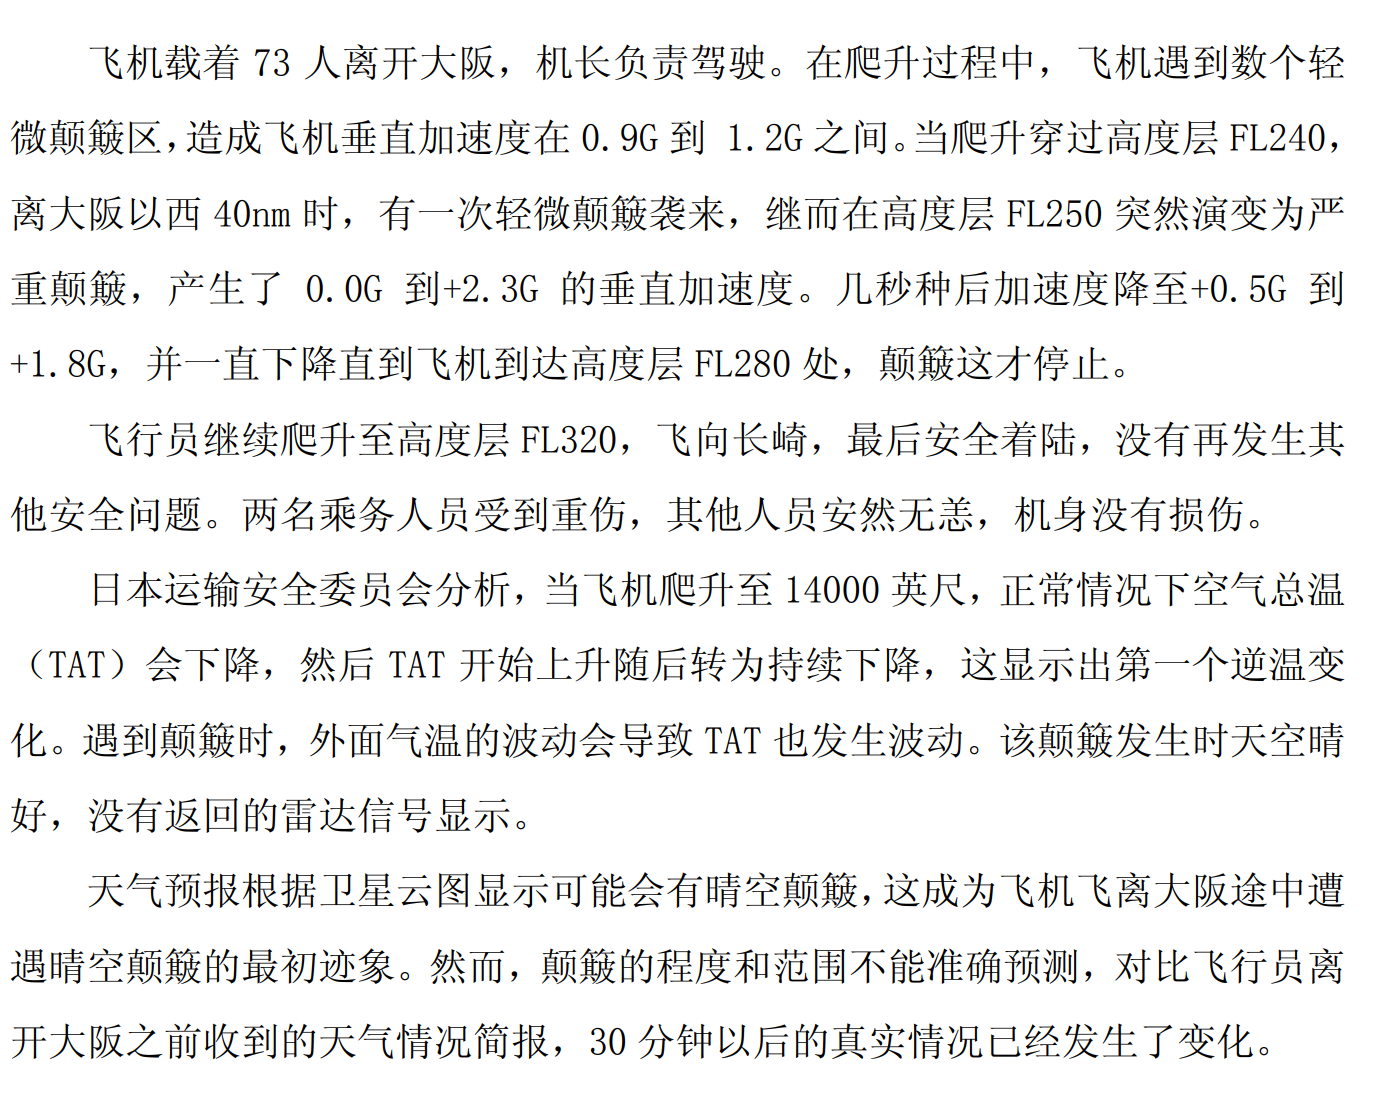 飞机载着 73 人离开大阪，机长负责驾驶。在爬升过程中，飞机遇到数个轻
微颠簸区，造成飞机垂直加速度在 0.9G 到 1.2G 之间。当爬升穿过高度层 FL240，
离大阪以西 40nm 时，有一次轻微颠簸袭来，继而在高度层 FL250 突然演变为严
重颠簸，产生了 0.0G 到+2.3G 的垂直加速度。几秒种后加速度降至+0.5G 到
+1.8G，并一直下降直到飞机到达高度层 FL280 处，颠簸这才停止。
飞行员继续爬升至高度层 FL320，飞向长崎，最后安全着陆，没有再发生其
他安全问题。两名乘务人员受到重伤，其他人员安然无恙，机身没有损伤。
日本运输安全委员会分析，当飞机爬升至 14000 英尺，正常情况下空气总温
（TAT）会下降，然后 TAT 开始上升随后转为持续下降，这显示出第一个逆温变
化。遇到颠簸时，外面气温的波动会导致 TAT 也发生波动。该颠簸发生时天空晴
好，没有返回的雷达信号显示。
天气预报根据卫星云图显示可能会有晴空颠簸，这成为飞机飞离大阪途中遭
遇晴空颠簸的最初迹象。然而，颠簸的程度和范围不能准确预测，对比飞行员离
开大阪之前收到的天气情况简报，30 分钟以后的真实情况已经发生了变化。